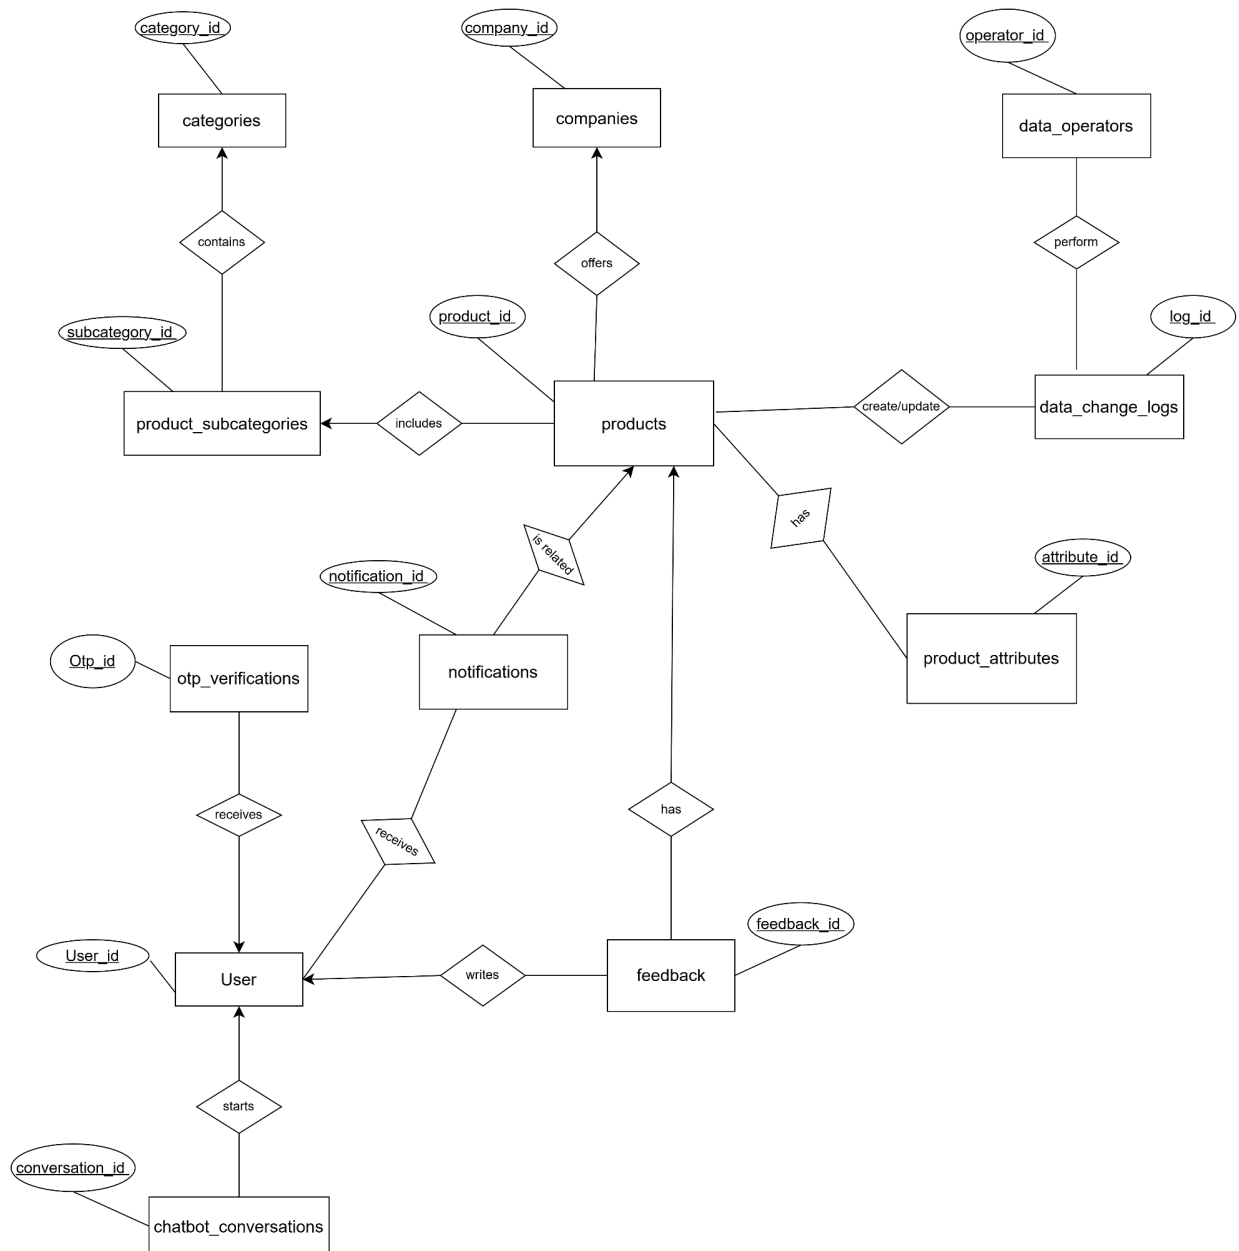 category_id
company_id
operator_id
categories
companies
data_operators
contains
offers
perform
subcategory_id
product_id
log_id
product_subcategories
includes
products
create/update
data_change_logs
has
is related
notification_id
attribute_id
Otp_id
otp_verifications
notifications
product_attributes
receives
receives
has
User_id
User
writes
feedback
feedback_id
starts
conversation_id
chatbot_conversations